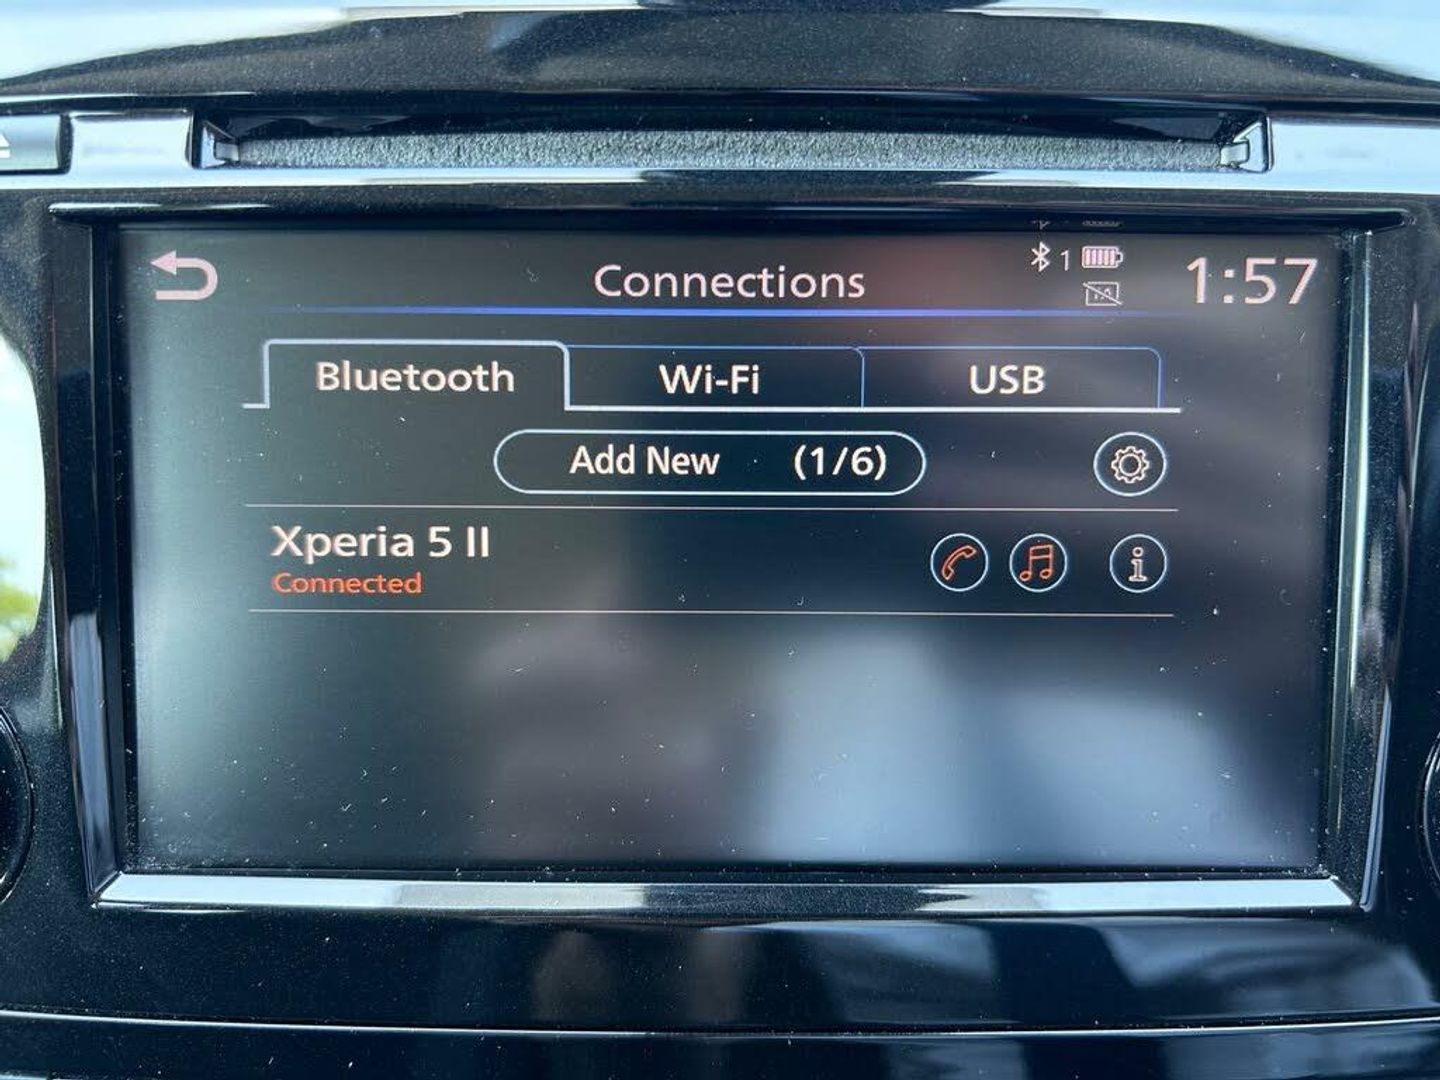 Connections
1
1:57
Bluetooth
Wi-Fi
USB
Add New (1/6)
Xperia 5 II
Connected